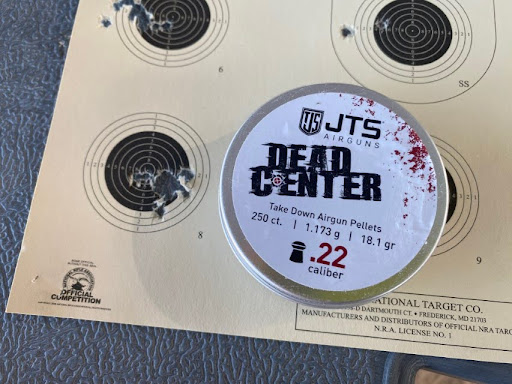 6
SS
JTS
AIRGUNS
DEAD
CENTER
Take Down Airgun Pellets
250 ct. | 1.173 g | 18.1 gr
.22
caliber
8
9
OFFICIAL
COMPETITION
NATIONAL TARGET CO.
DARTMOUTH CT. • FREDERICK, MD 21703
MANUFACTURERS AND DISTRIBUTORS OF OFFICIAL NRA TARG
N.R.A. LICENSE NO. 1